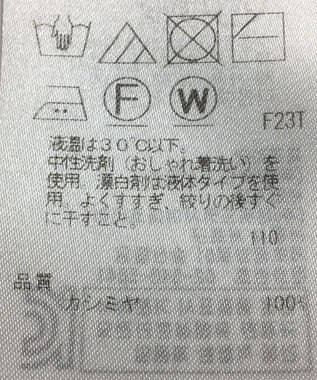 F W
F23T
液温は30℃以下。
中性洗剤（おしゃれ着洗い）を
使用。漂白剤は液体タイプを使
用。よくすすぎ、絞りの後すぐ
に干すこと。
110
品質
カシミヤ 100%